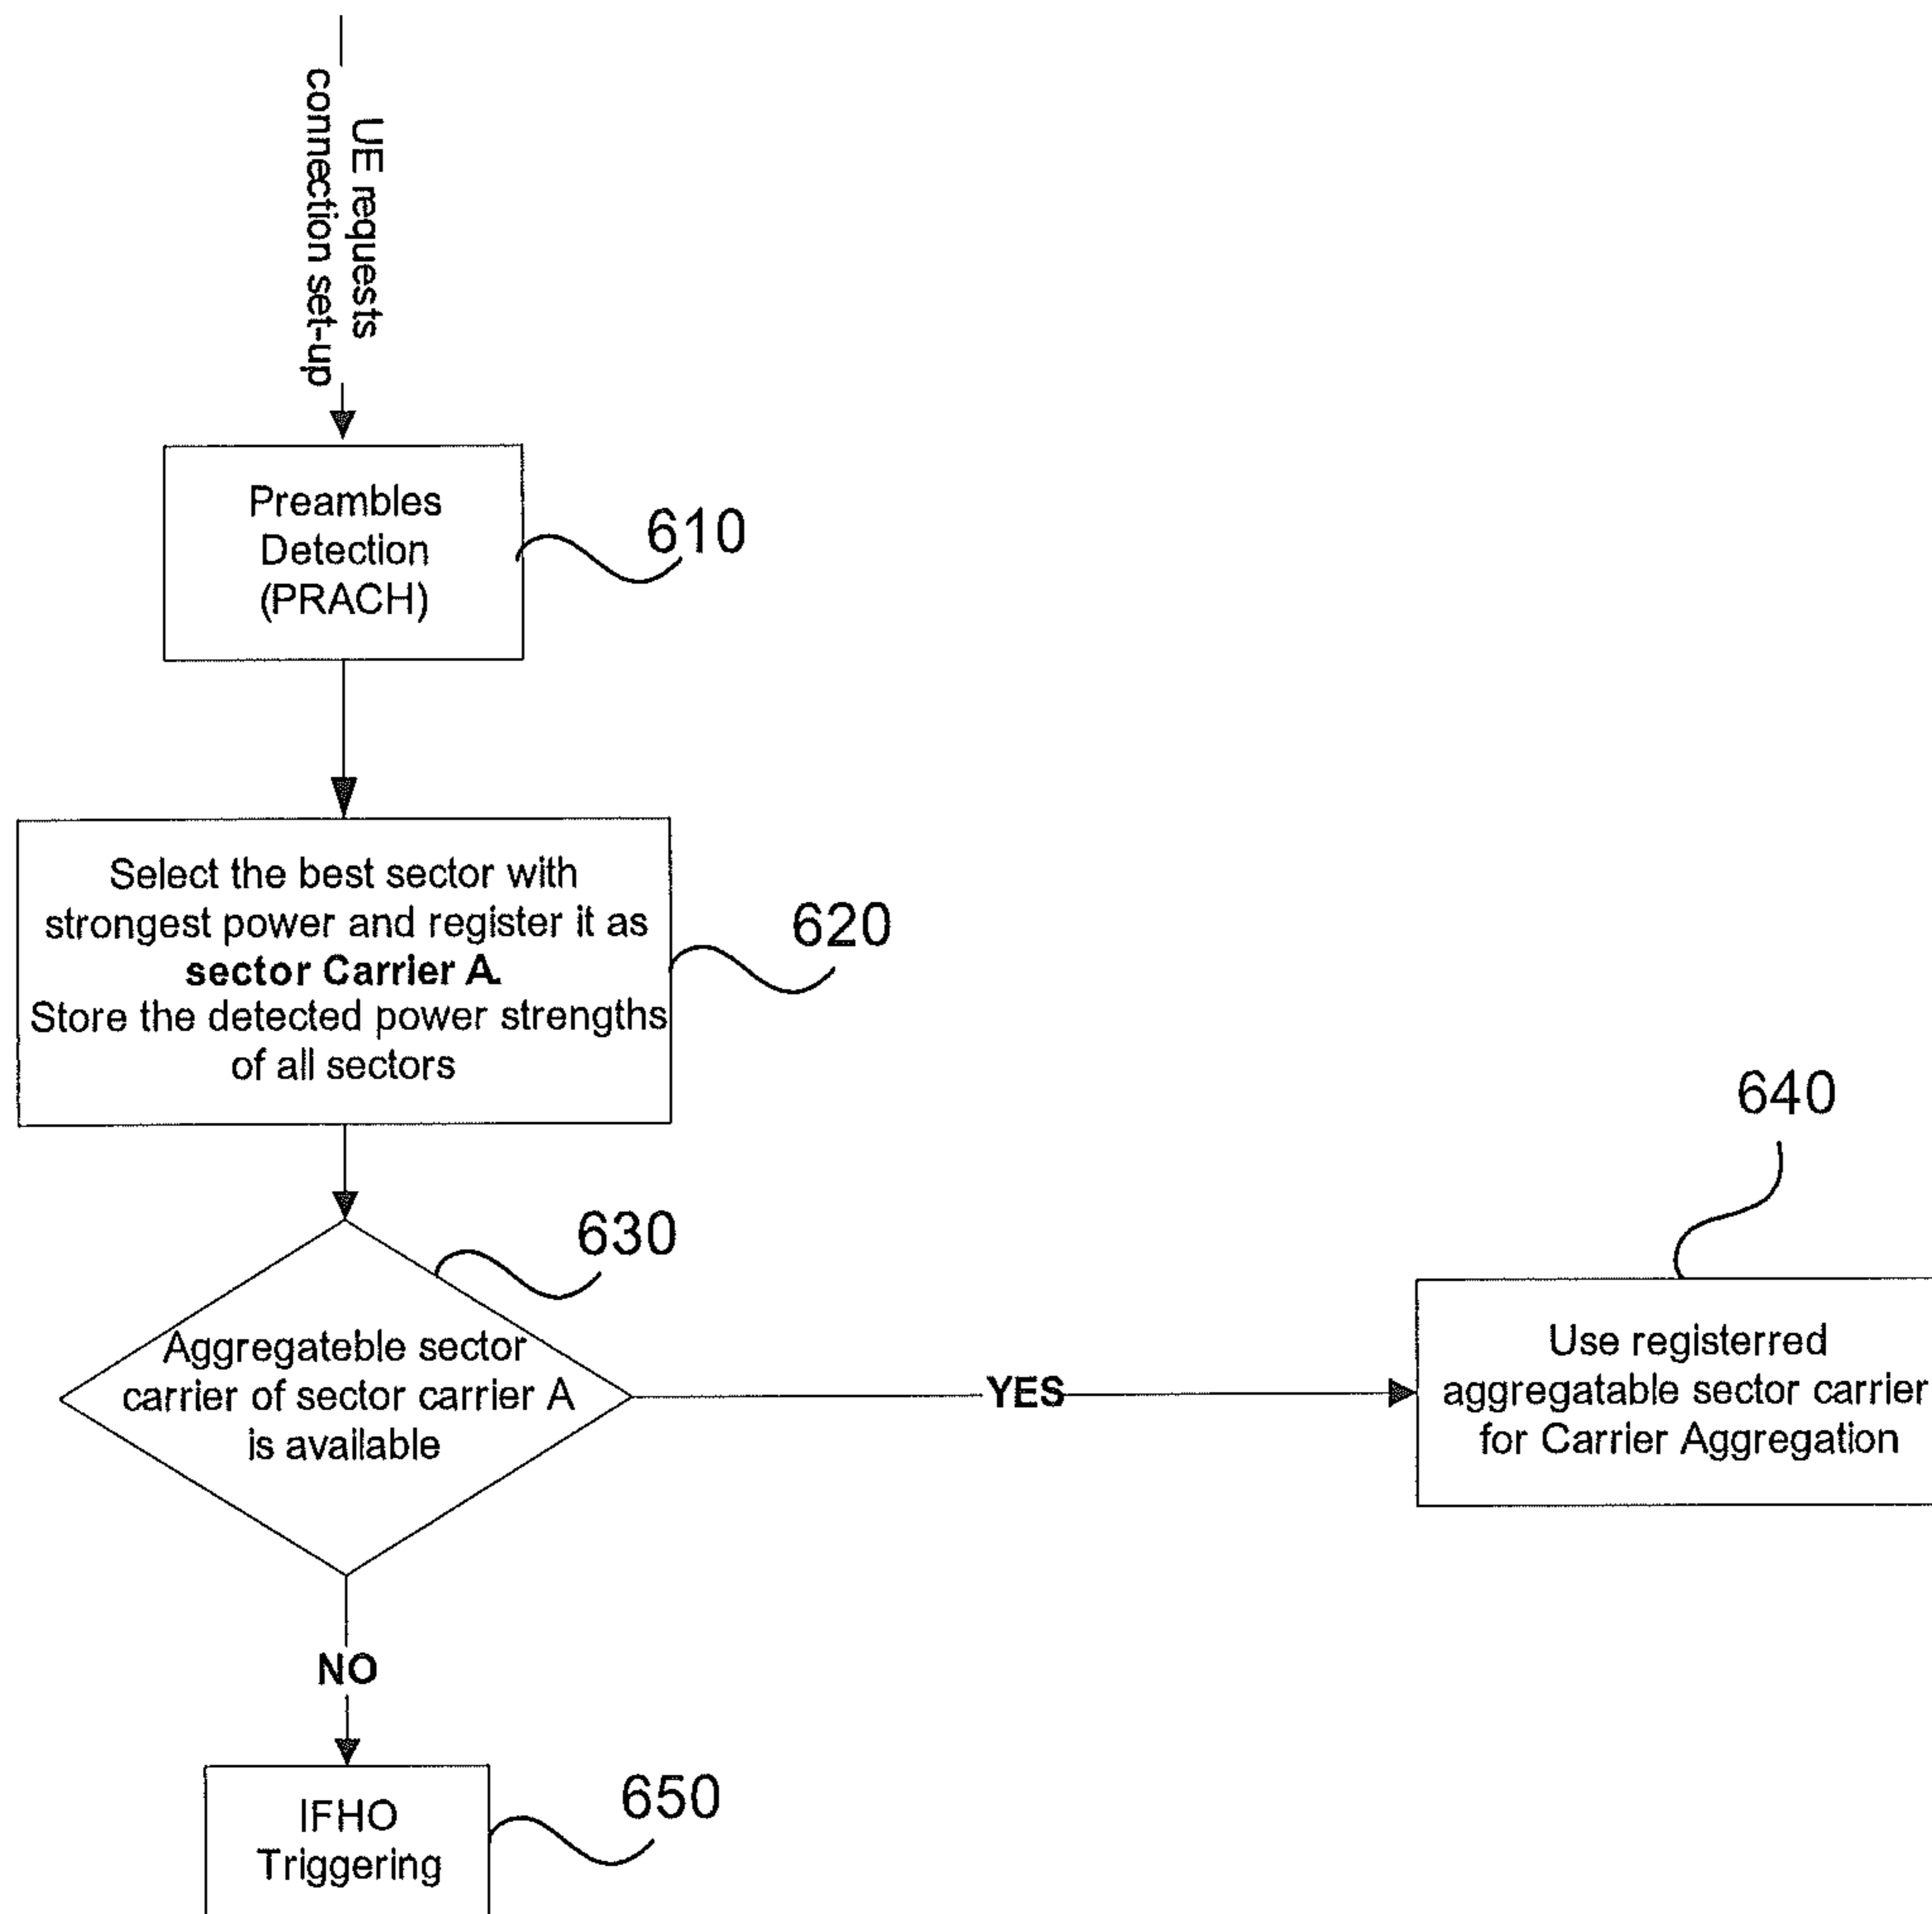 UE requests
connection set-up
Preambles
Detection
(PRACH)
610
Select the best sector with
strongest power and register it as
sector Carrier A.
Store the detected power strengths
of all sectors
620
630
Aggregateble sector
carrier of sector carrier A
is available
YES
640
Use registerred
aggregatable sector carrier
for Carrier Aggregation
NO
IFHO
Triggering
650